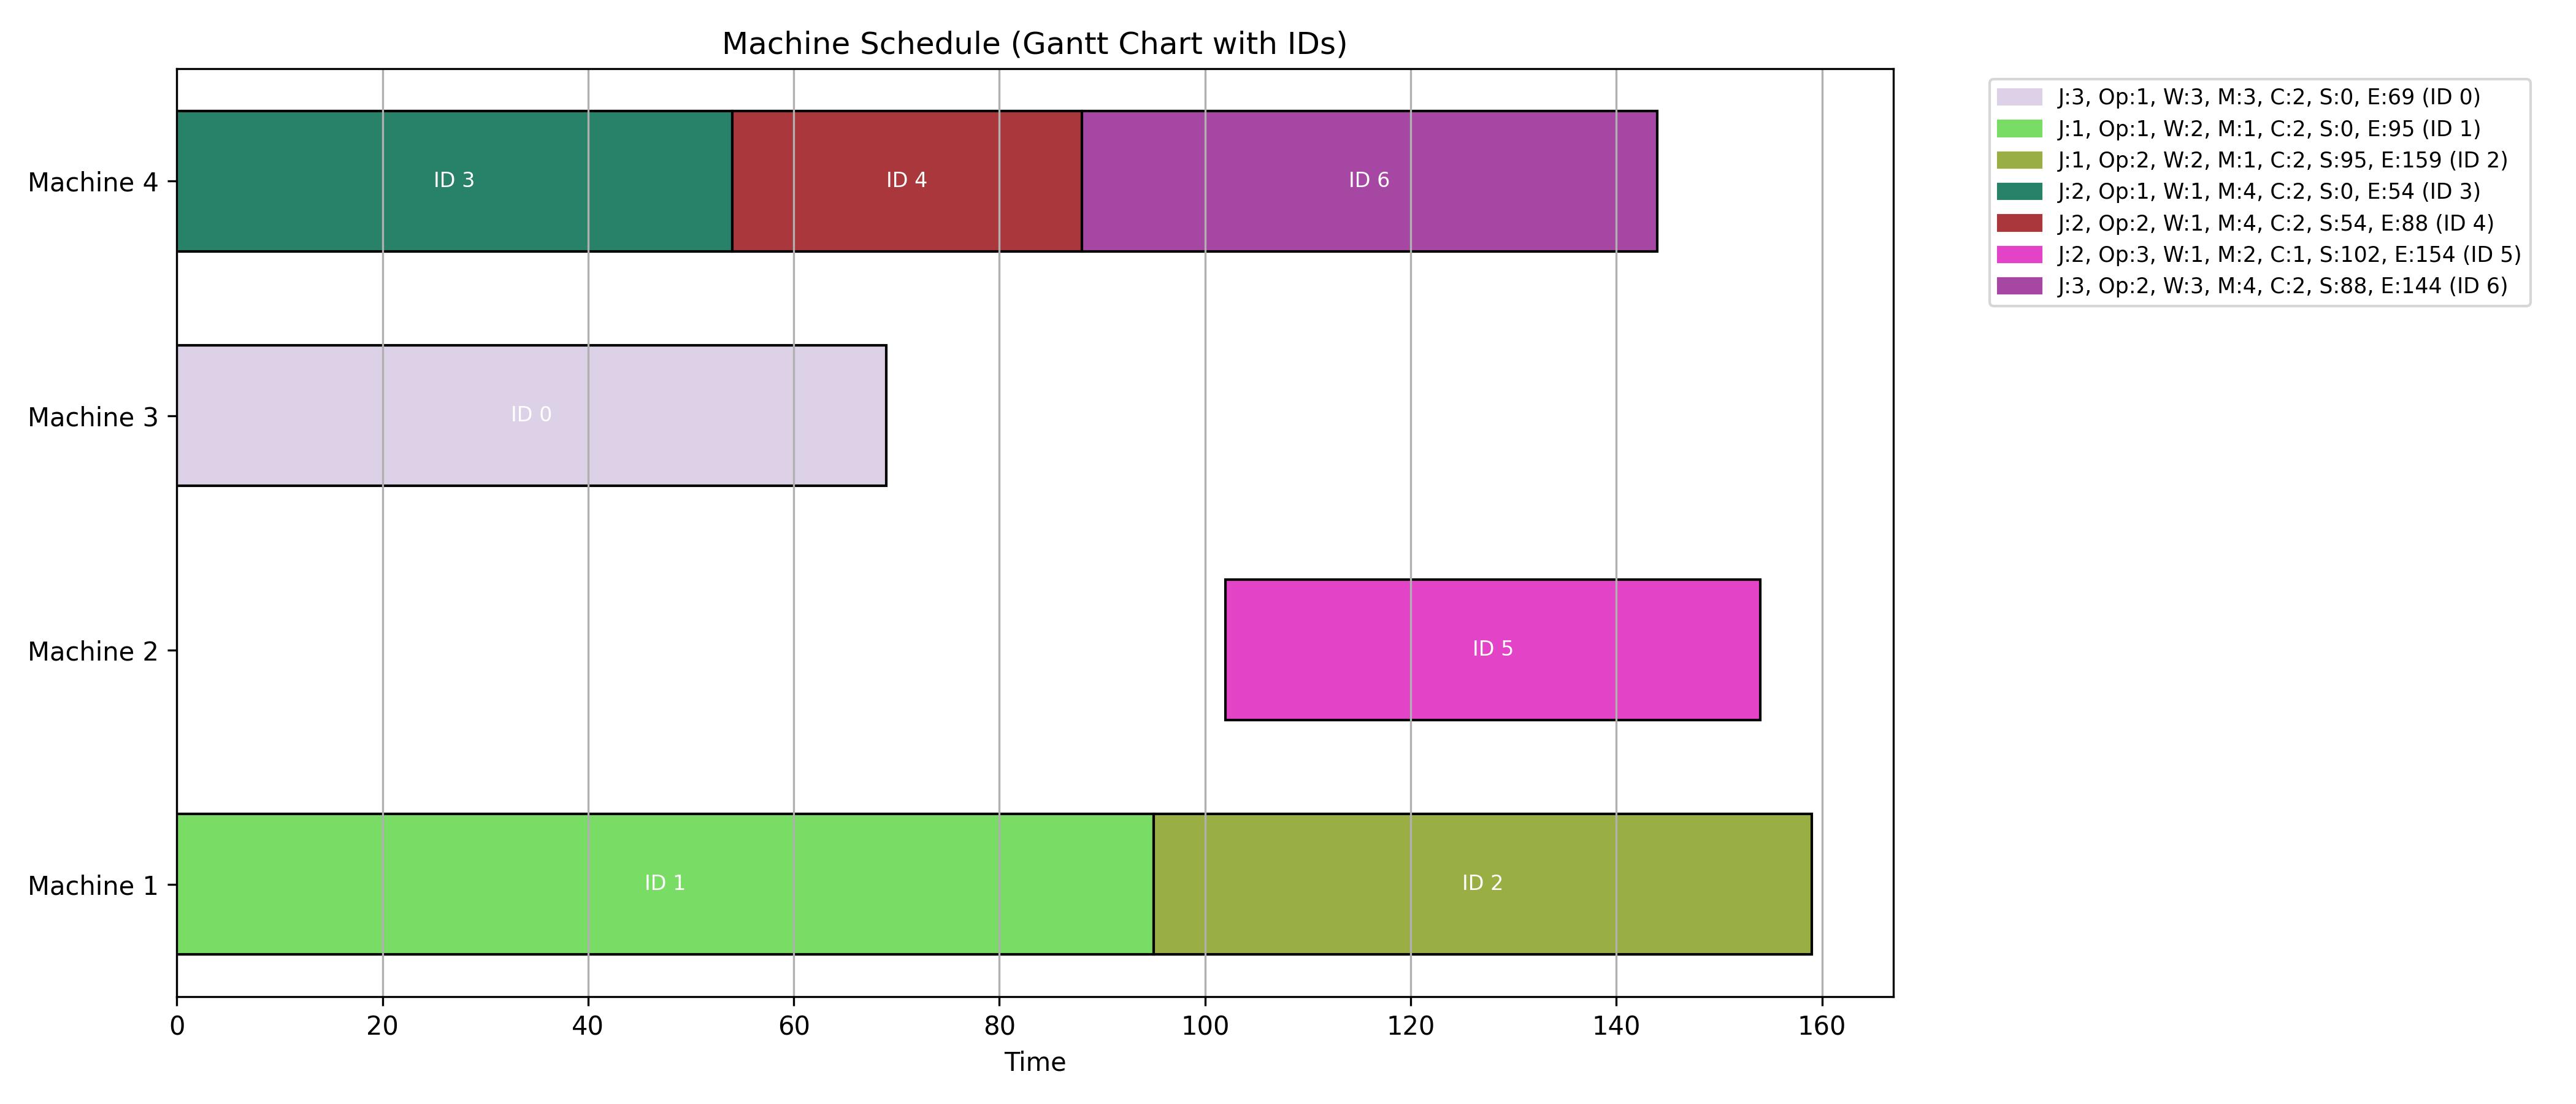 Machine Schedule (Gantt Chart with IDs)
Machine 4
ID 3
ID 4
ID 6
Machine 3
ID 0
Machine 2
ID 5
Machine 1
ID 1
ID 2
0 20 40 60 80 100 120 140 160
Time
J:3, Op:1, W:3, M:3, C:2, S:0, E:69 (ID 0)
J:1, Op:1, W:2, M:1, C:2, S:0, E:95 (ID 1)
J:1, Op:2, W:2, M:1, C:2, S:95, E:159 (ID 2)
J:2, Op:1, W:1, M:4, C:2, S:0, E:54 (ID 3)
J:2, Op:2, W:1, M:4, C:2, S:54, E:88 (ID 4)
J:2, Op:3, W:1, M:2, C:1, S:102, E:154 (ID 5)
J:3, Op:2, W:3, M:4, C:2, S:88, E:144 (ID 6)